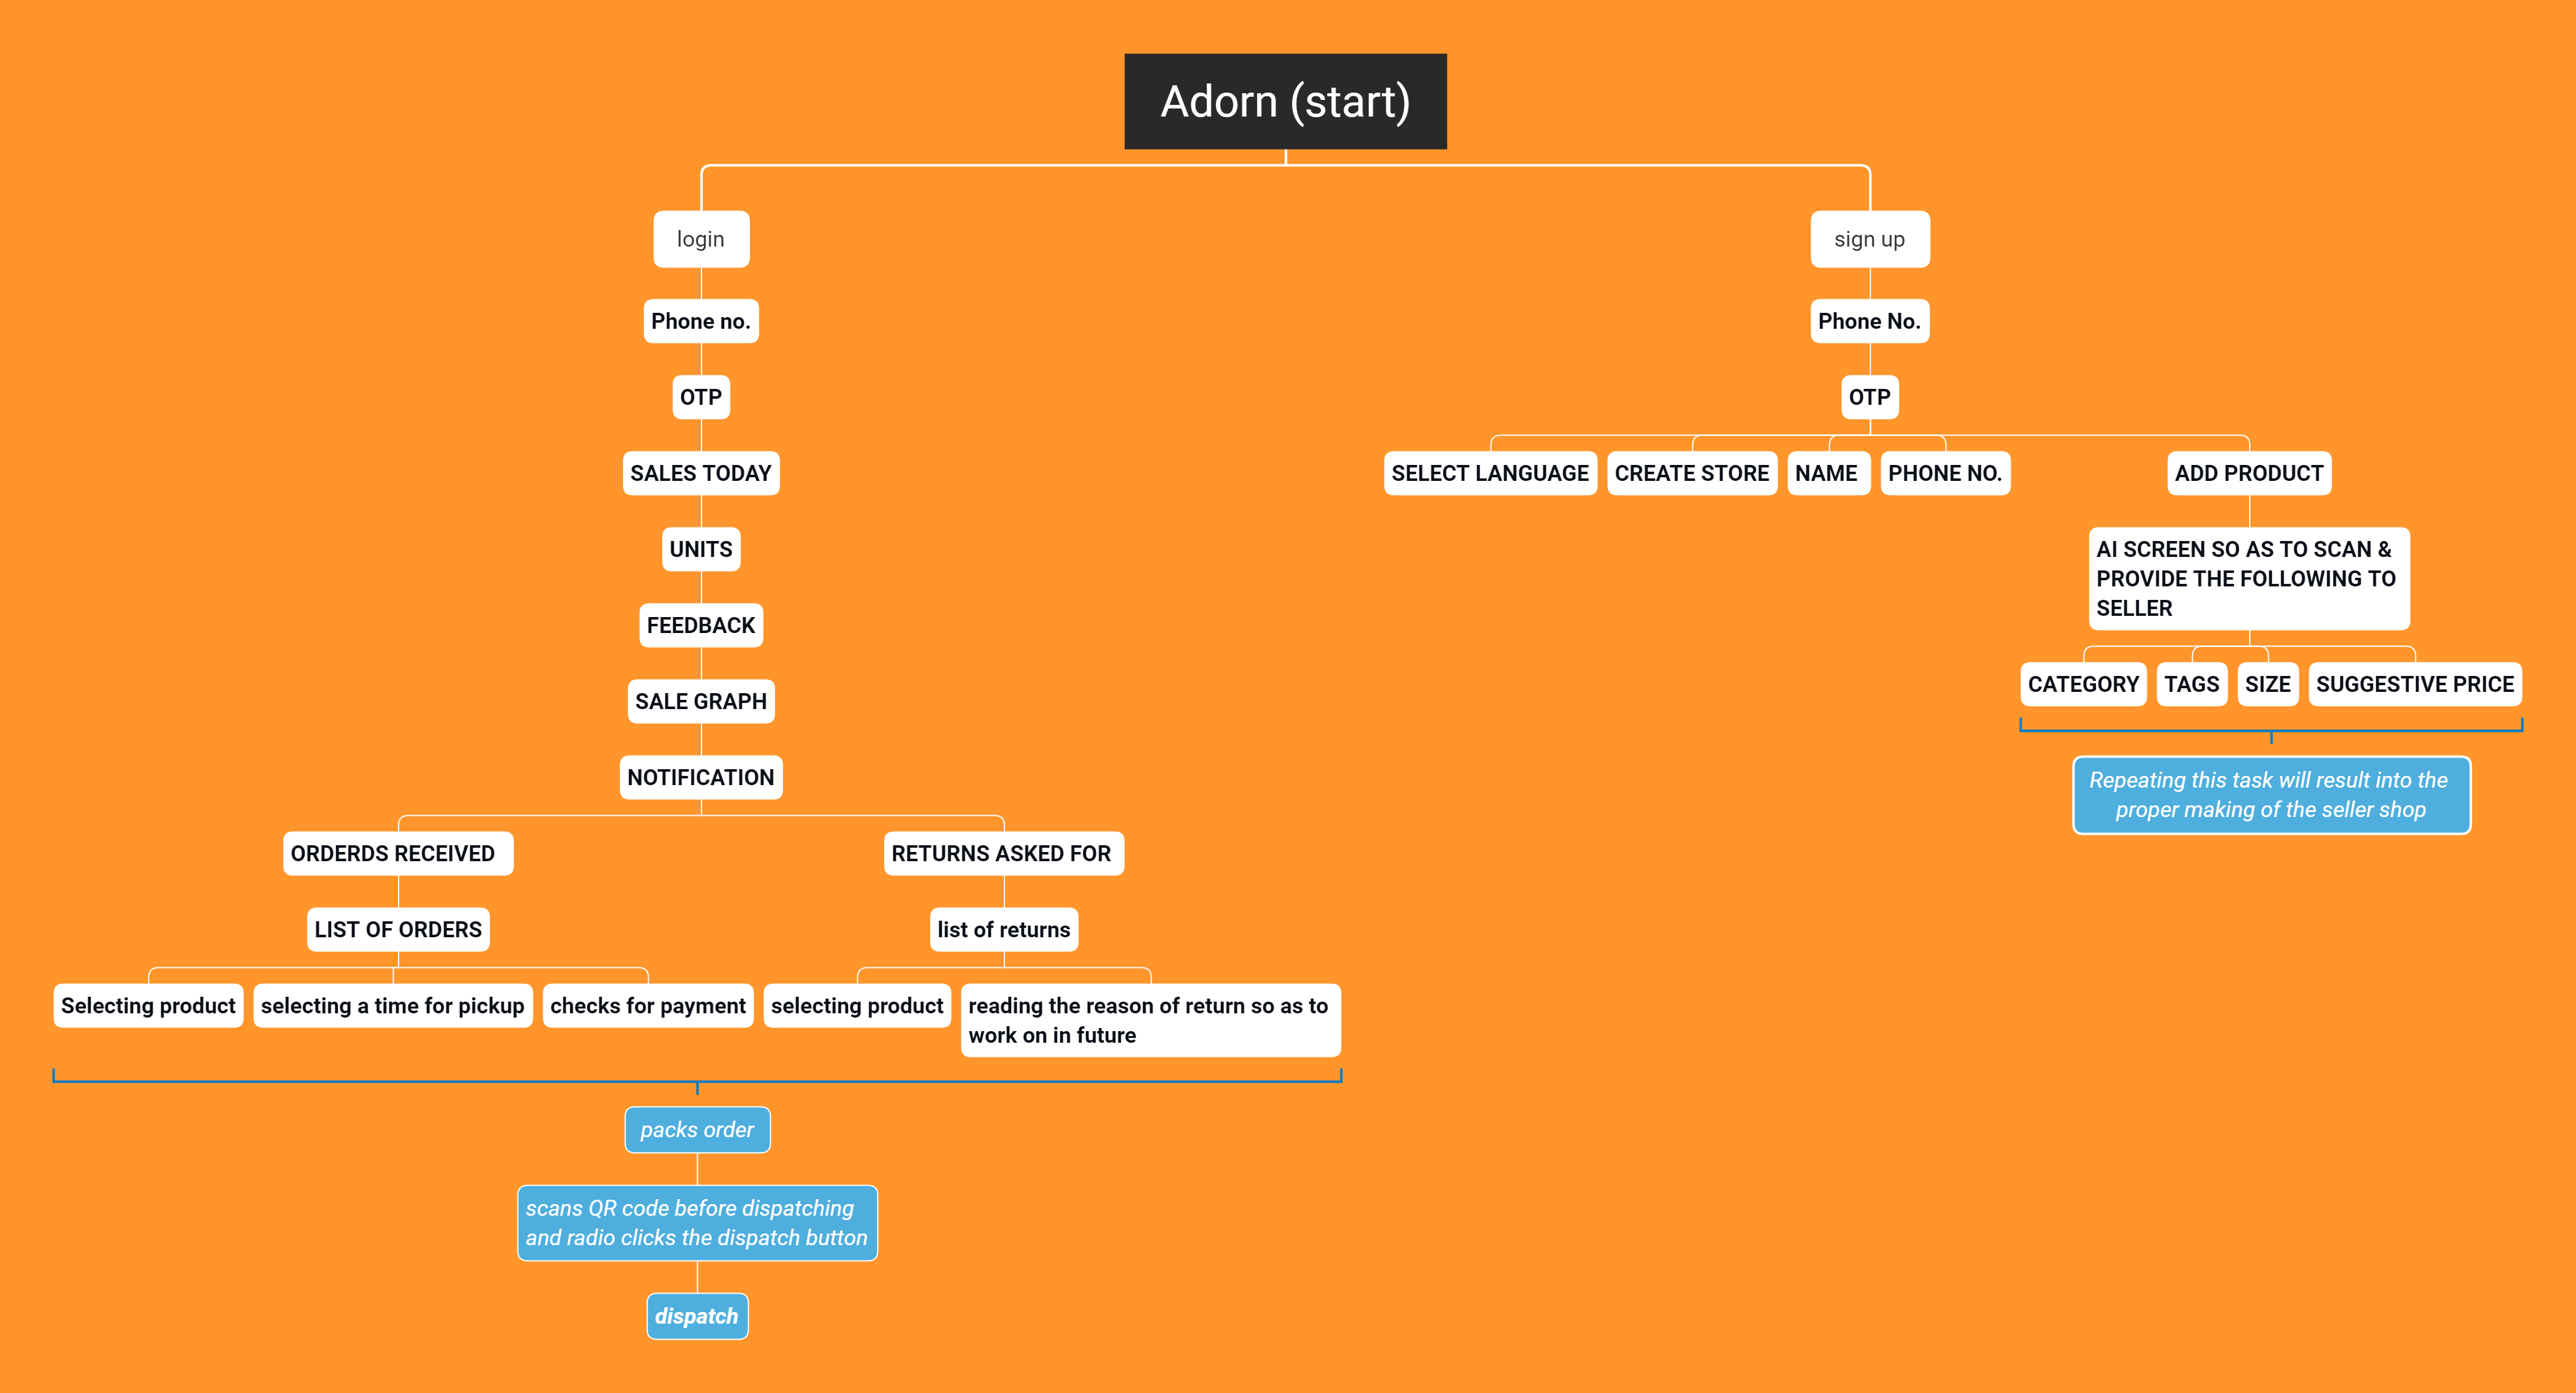 Adorn (start)
login
sign up
Phone no.
Phone No.
OTP
OTP
SALES TODAY
SELECT LANGUAGE
CREATE STORE
NAME
PHONE NO.
ADD PRODUCT
UNITS
AI SCREEN SO AS TO SCAN &
PROVIDE THE FOLLOWING TO
SELLER
FEEDBACK
SALE GRAPH
CATEGORY
TAGS
SIZE
SUGGESTIVE PRICE
NOTIFICATION
Repeating this task will result into the
proper making of the seller shop
ORDERDS RECEIVED
RETURNS ASKED FOR
LIST OF ORDERS
list of returns
Selecting product
selecting a time for pickup
checks for payment
selecting product
reading the reason of return so as to
work on in future
packs order
scans QR code before dispatching
and radio clicks the dispatch button
dispatch